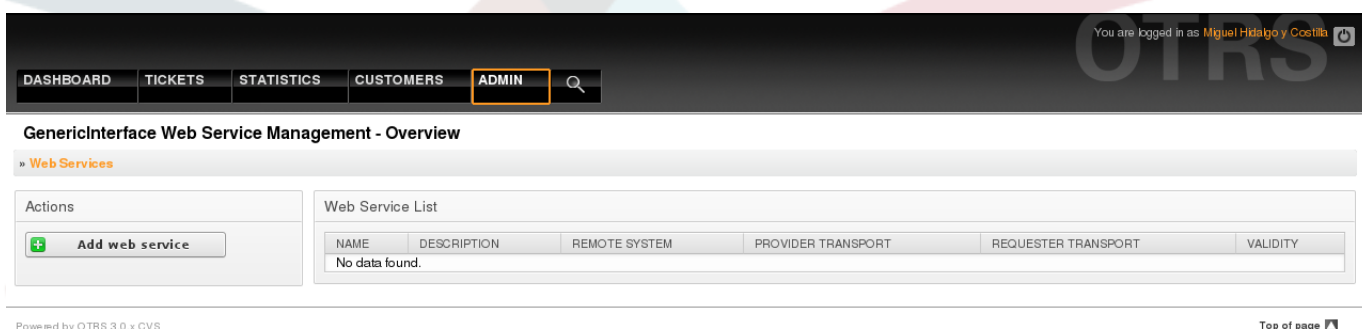 OTRS
You are logged in as Miguel Hidalgo y Costilla
DASHBOARD TICKETS STATISTICS CUSTOMERS ADMIN
GenericInterface Web Service Management - Overview
» Web Services
Actions
Add web service
Web Service List
NAME DESCRIPTION REMOTE SYSTEM PROVIDER TRANSPORT REQUESTER TRANSPORT VALIDITY
No data found.
Powered by OTRS 3.0.x CVS
Top of page